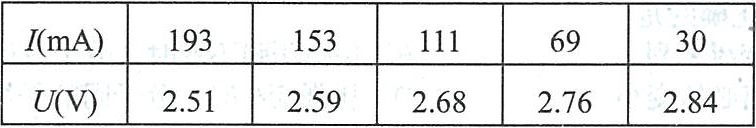 I(mA) 193 153 111 69 30
U(V) 2.51 2.59 2.68 2.76 2.84